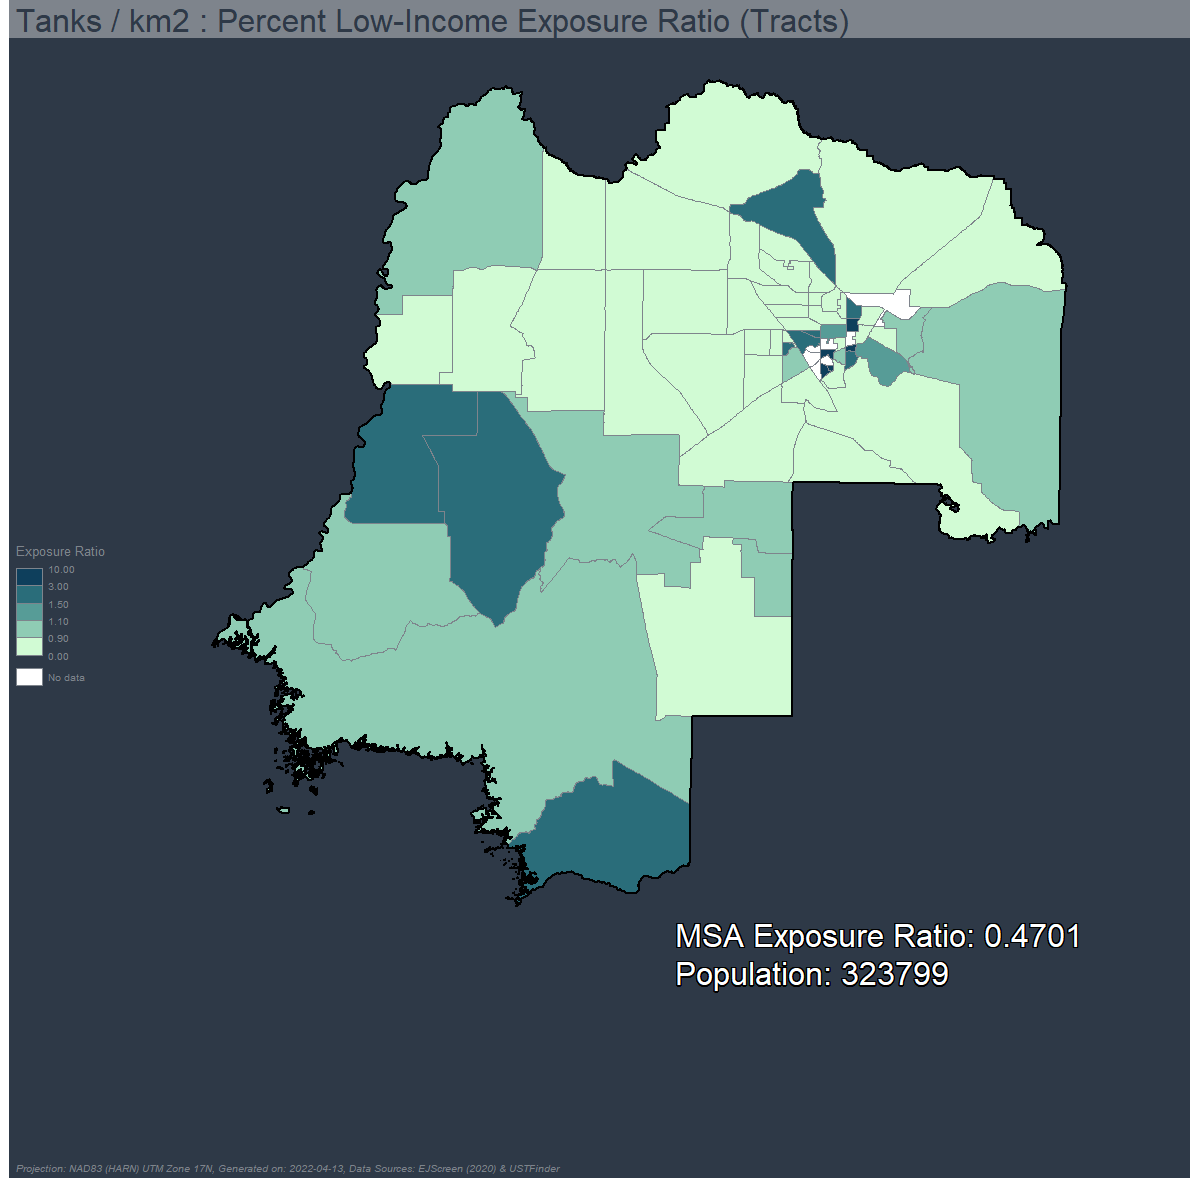 Tanks / km2 : Percent Low-Income Exposure Ratio (Tracts)
Exposure Ratio
10.00
3.00
1.50
1.10
0.90
0.00
No data
MSA Exposure Ratio: 0.4701
Population: 323799
Projection: NAD83 (HARN) UTM Zone 17N, Generated on: 2022-04-13, Data Sources: EJScreen (2020) & USTFinder